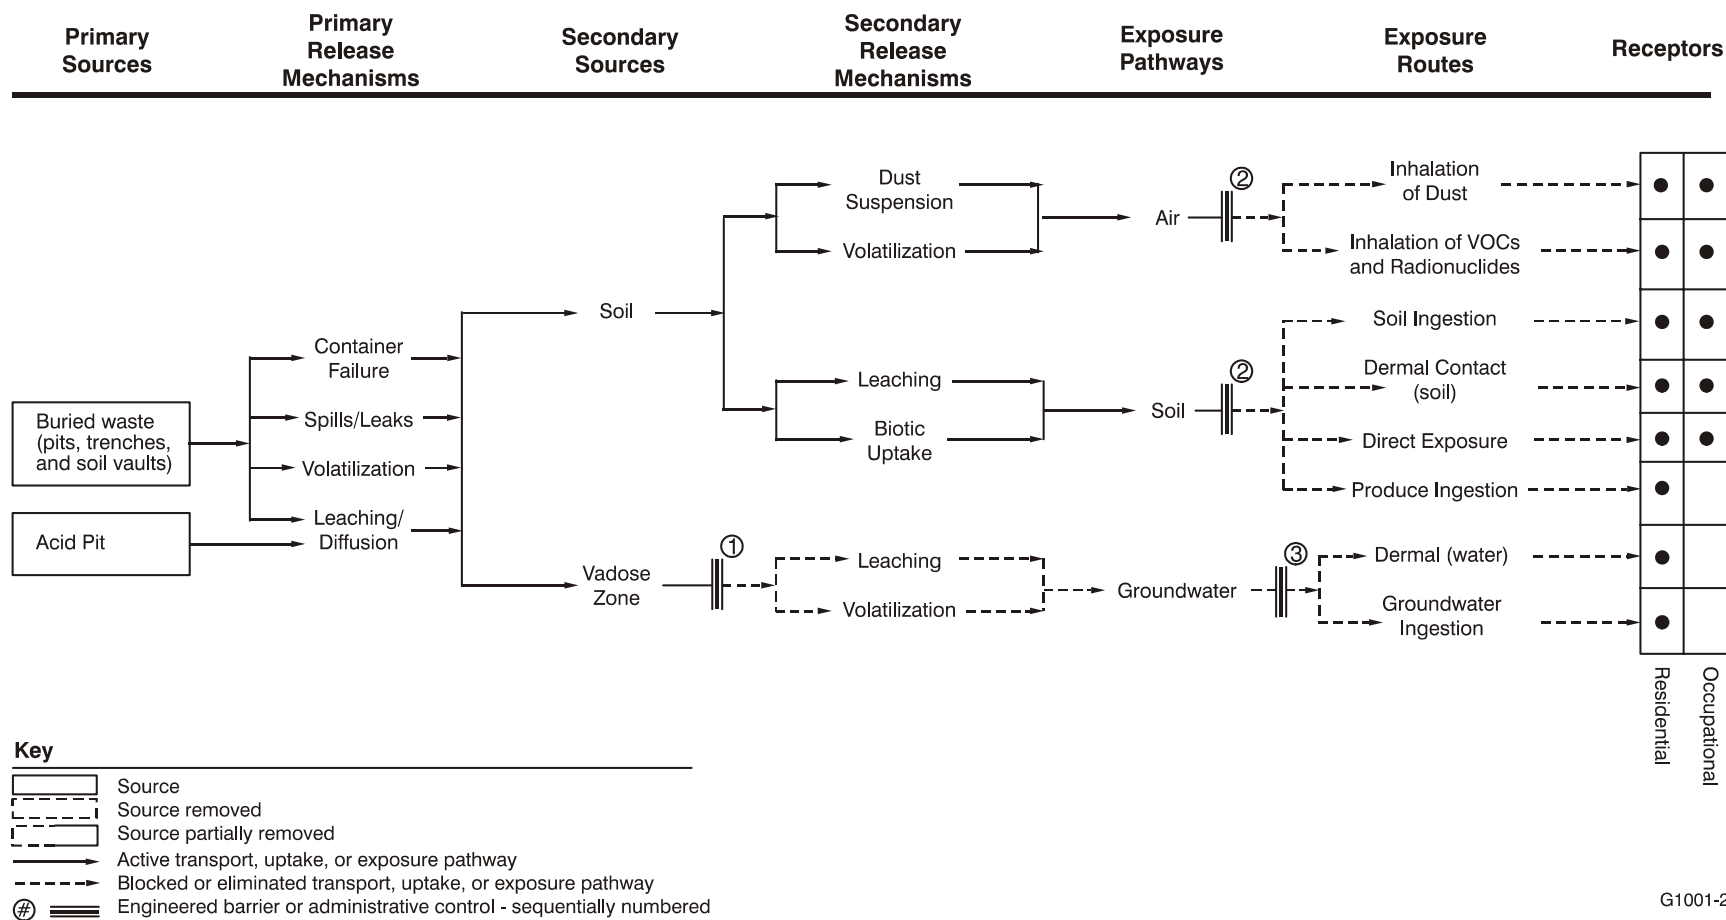 Primary
Sources
Primary
Release
Mechanisms
Secondary
Sources
Secondary
Release
Mechanisms
Exposure
Pathways
Exposure
Routes
Receptors
Buried waste
(pits, trenches,
and soil vaults)
Acid Pit
Container
Failure
Spills/Leaks
Volatilization
Leaching/
Diffusion
Soil
Vadose
Zone
1
Dust
Suspension
Volatilization
Leaching
Biotic
Uptake
Leaching
Volatilization
Air
2
Soil
2
Groundwater
3
Inhalation
of Dust
Inhalation of VOCs
and Radionuclides
Soil Ingestion
Dermal Contact
(soil)
Direct Exposure
Produce Ingestion
Dermal (water)
Groundwater
Ingestion
Residential
Occupational
Key
Source
Source removed
Source partially removed
Active transport, uptake, or exposure pathway
Blocked or eliminated transport, uptake, or exposure pathway
# Engineered barrier or administrative control - sequentially numbered
G1001-2